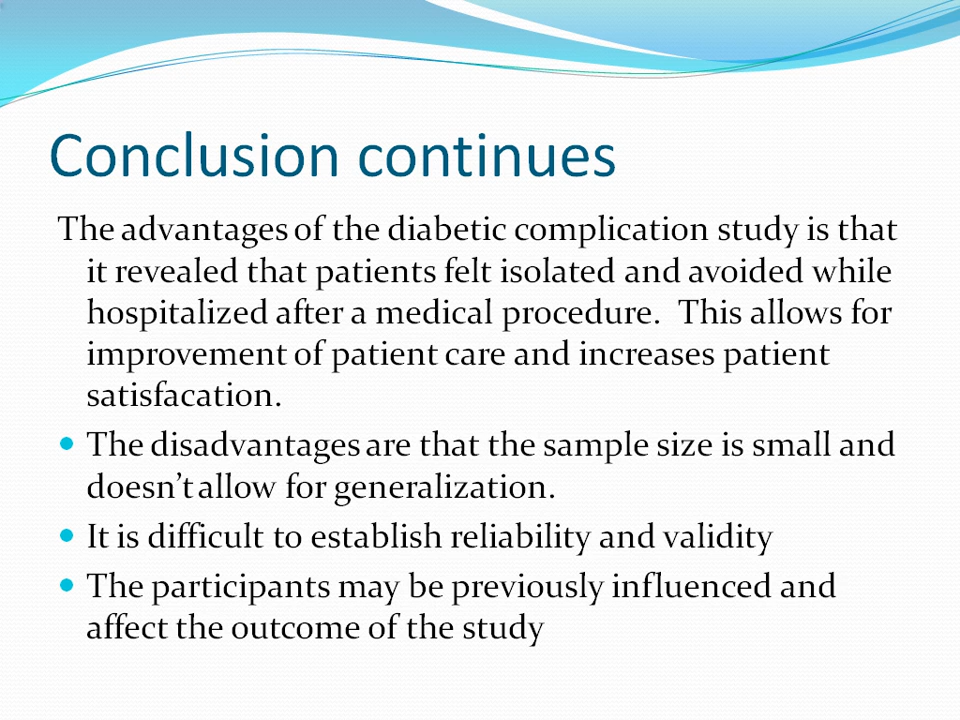 Conclusion continues
The advantages of the diabetic complication study is that
it revealed that patients felt isolated and avoided while
hospitalized after a medical procedure.  This allows for
improvement of patient care and increases patient
satisfacation.
• The disadvantages are that the sample size is small and
doesn't allow for generalization.
• It is difficult to establish reliability and validity
• The participants may be previously influenced and
affect the outcome of the study